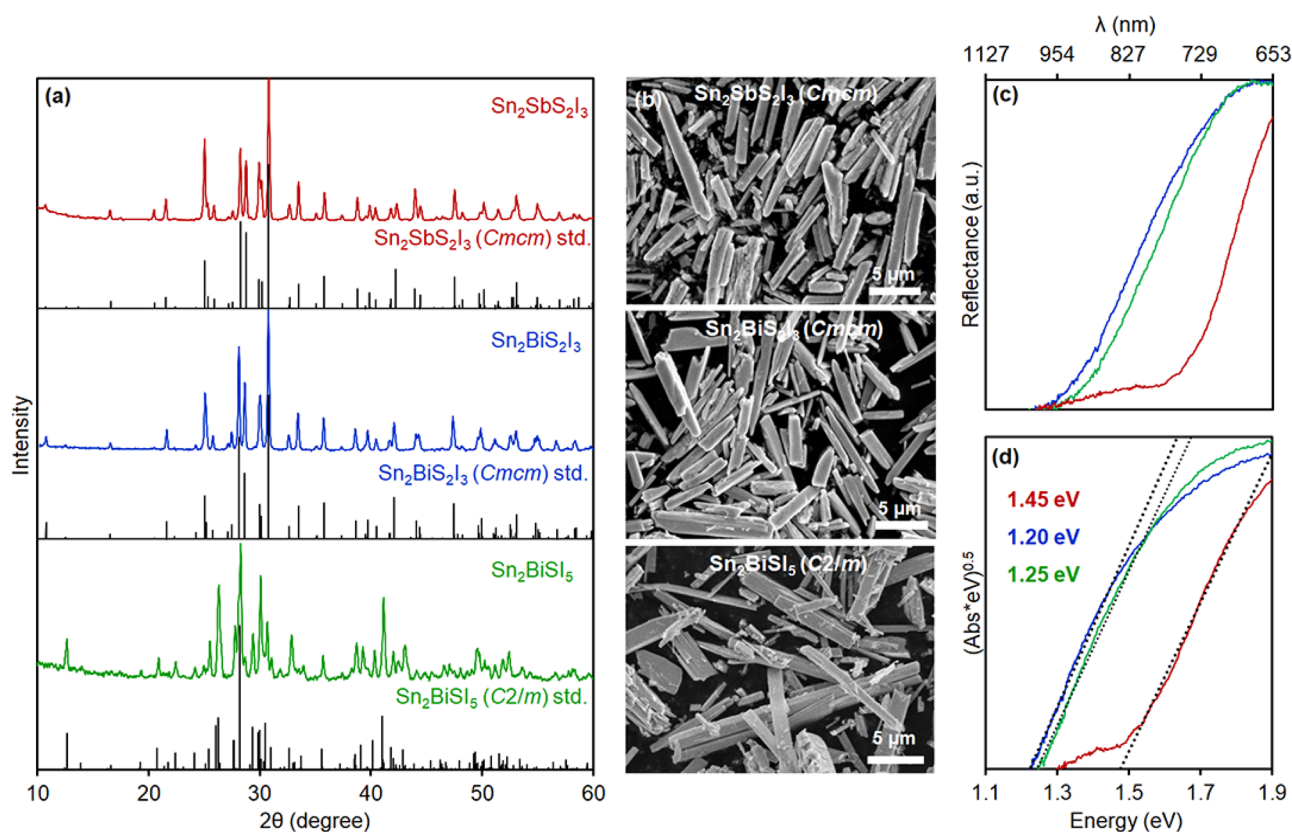 (a)
Sn₂SbS₂I₃
Sn₂SbS₂I₃ (Cmcm) std.
Sn₂BiS₂I₃
Sn₂BiS₂I₃ (Cmcm) std.
Sn₂BiSI₅
Sn₂BiSI₅ (C2/m) std.
Intensity
10 20 30 40 50 60
2θ (degree)
(b)
Sn₂SbS₂I₃ (Cmcm)
5 µm
Sn₂BiS₂I₃ (Cmcm)
5 µm
Sn₂BiSI₅ (C2/m)
5 µm
λ (nm)
1127 954 827 729 653
(c)
Reflectance (a.u.)
(d)
1.45 eV
1.20 eV
1.25 eV
(Abs*eV)⁰·⁵
1.1 1.3 1.5 1.7 1.9
Energy (eV)